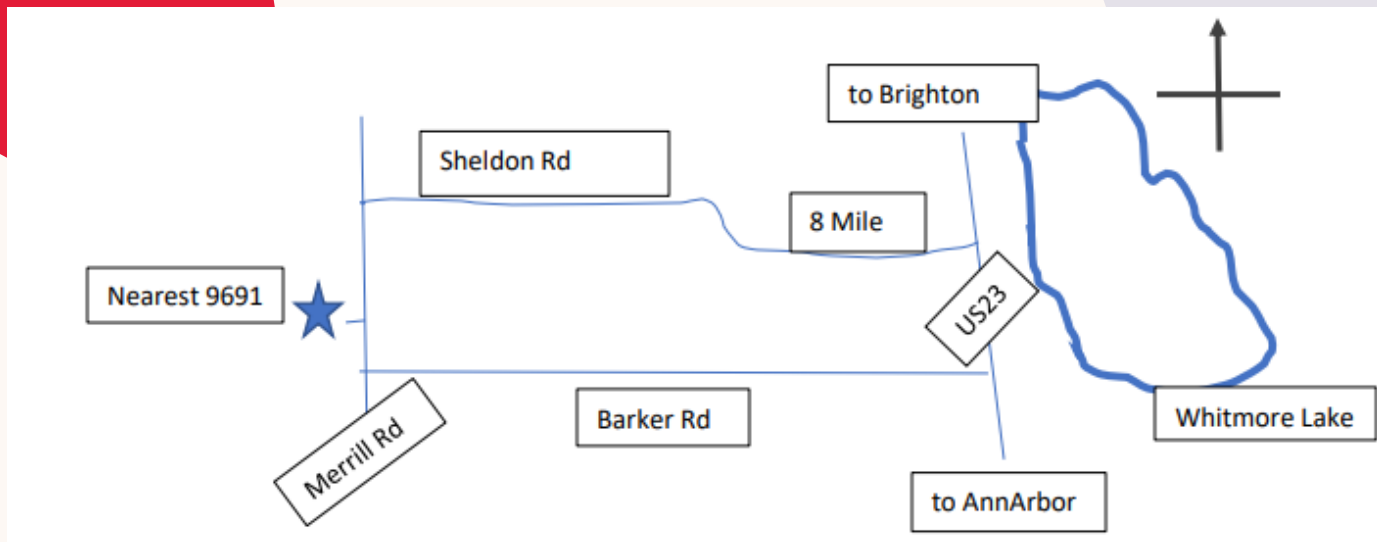 to Brighton
Sheldon Rd
8 Mile
Nearest 9691
US23
Barker Rd
Whitmore Lake
Merrill Rd
to AnnArbor